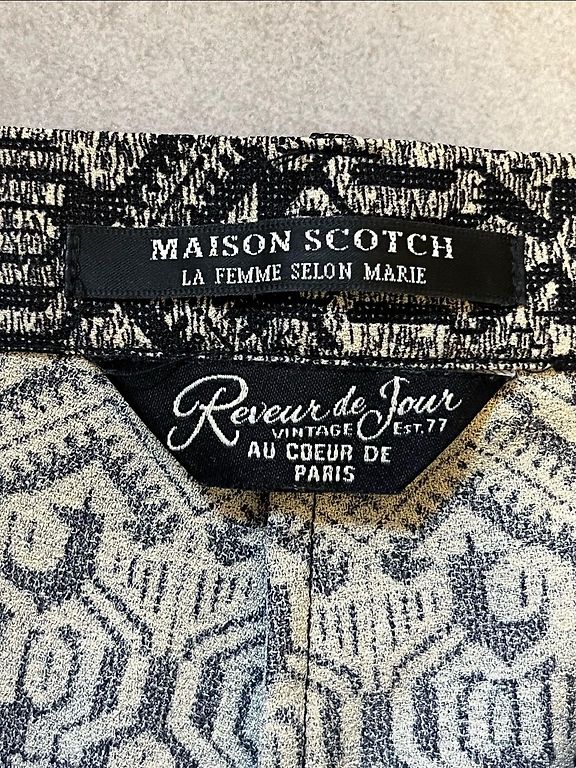 MAISON SCOTCH
LA FEMME SELON MARIE
Reveur de Jour
VINTAGE EST.77
AU COEUR DE
PARIS